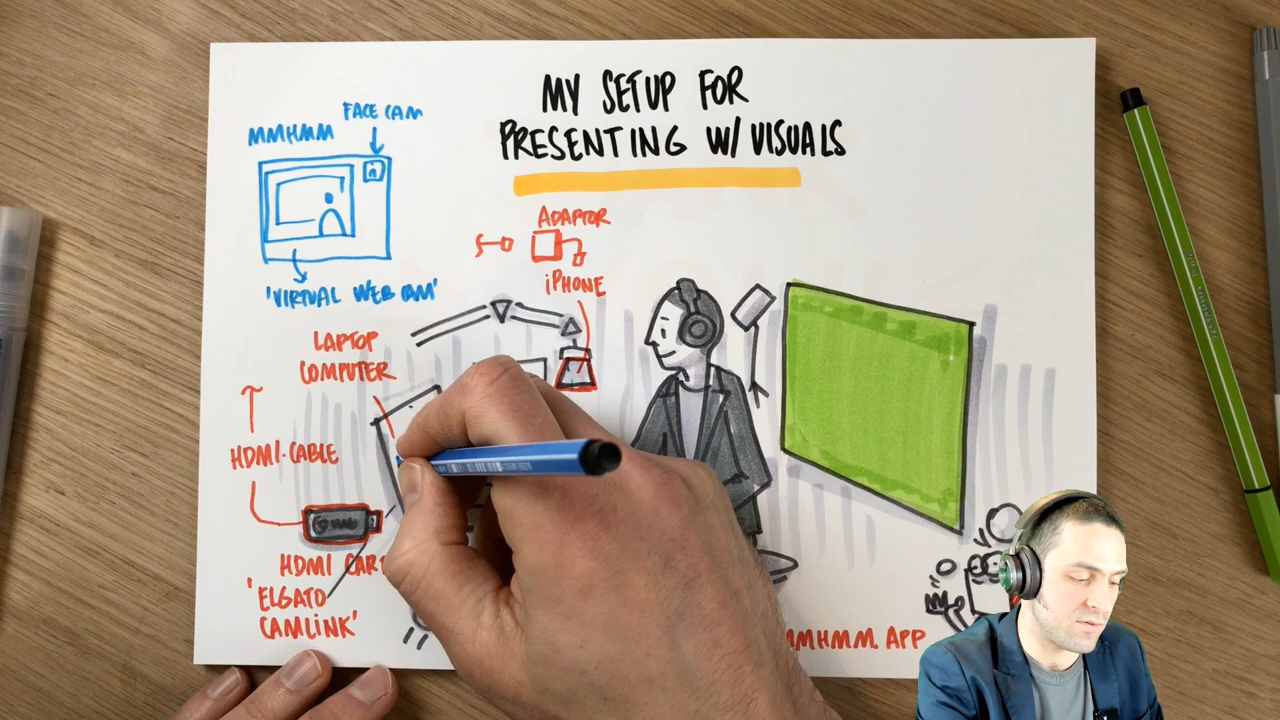 MY SETUP FOR
PRESENTING W/ VISUALS
FACE CAM
MMHMM
'VIRTUAL WEB CAM'
ADAPTOR
iPHONE
LAPTOP
COMPUTER
HDMI-CABLE
HDMI
'ELGATO
CAMLINK'
MMHMM.APP